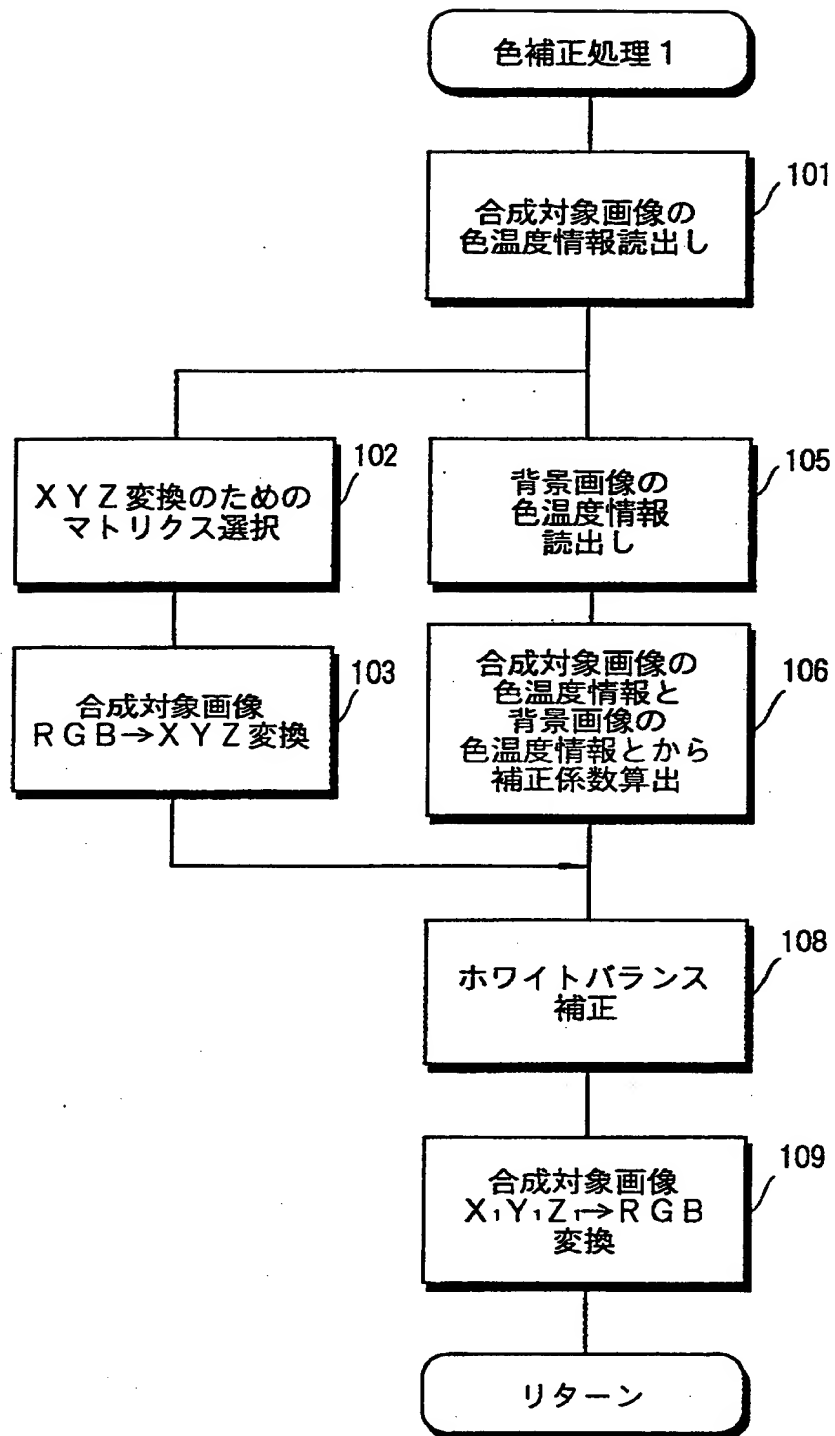 色補正処理1
101
合成対象画像の
色温度情報読出し
102
XYZ変換のための
マトリクス選択
103
合成対象画像
RGB→XYZ変換
105
背景画像の
色温度情報
読出し
106
合成対象画像の
色温度情報と
背景画像の
色温度情報とから
補正係数算出
108
ホワイトバランス
補正
109
合成対象画像
X₁Y₁Z₁→RGB
変換
リターン